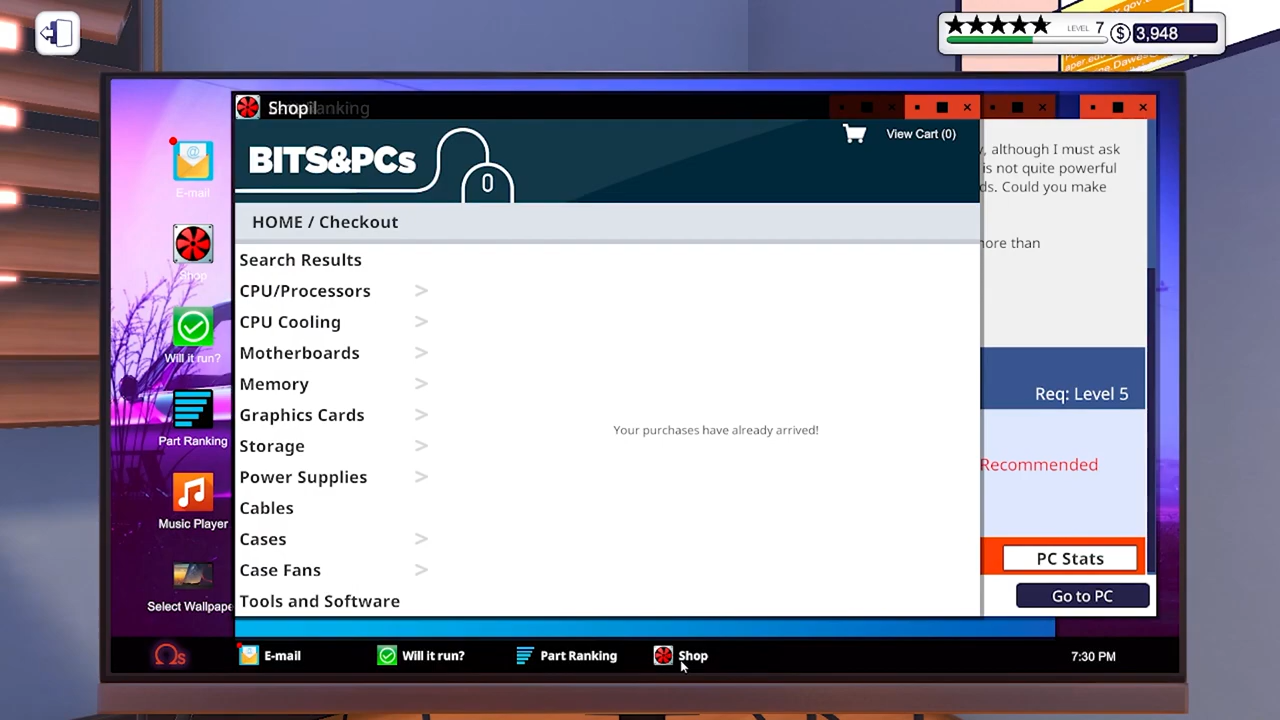 LEVEL 7
$ 3,948
Shop
BITS&PCs
View Cart (0)
, although I must ask
is not quite powerful
ds. Could you make
HOME / Checkout
more than
E-mail
Shop
Will it run?
Part Ranking
Music Player
Select Wallpape
Search Results
CPU/Processors >
CPU Cooling >
Motherboards >
Memory >
Graphics Cards >
Storage >
Power Supplies >
Cables
Cases >
Case Fans >
Tools and Software
Your purchases have already arrived!
Req: Level 5
Recommended
PC Stats
Go to PC
E-mail
Will it run?
Part Ranking
Shop
7:30 PM